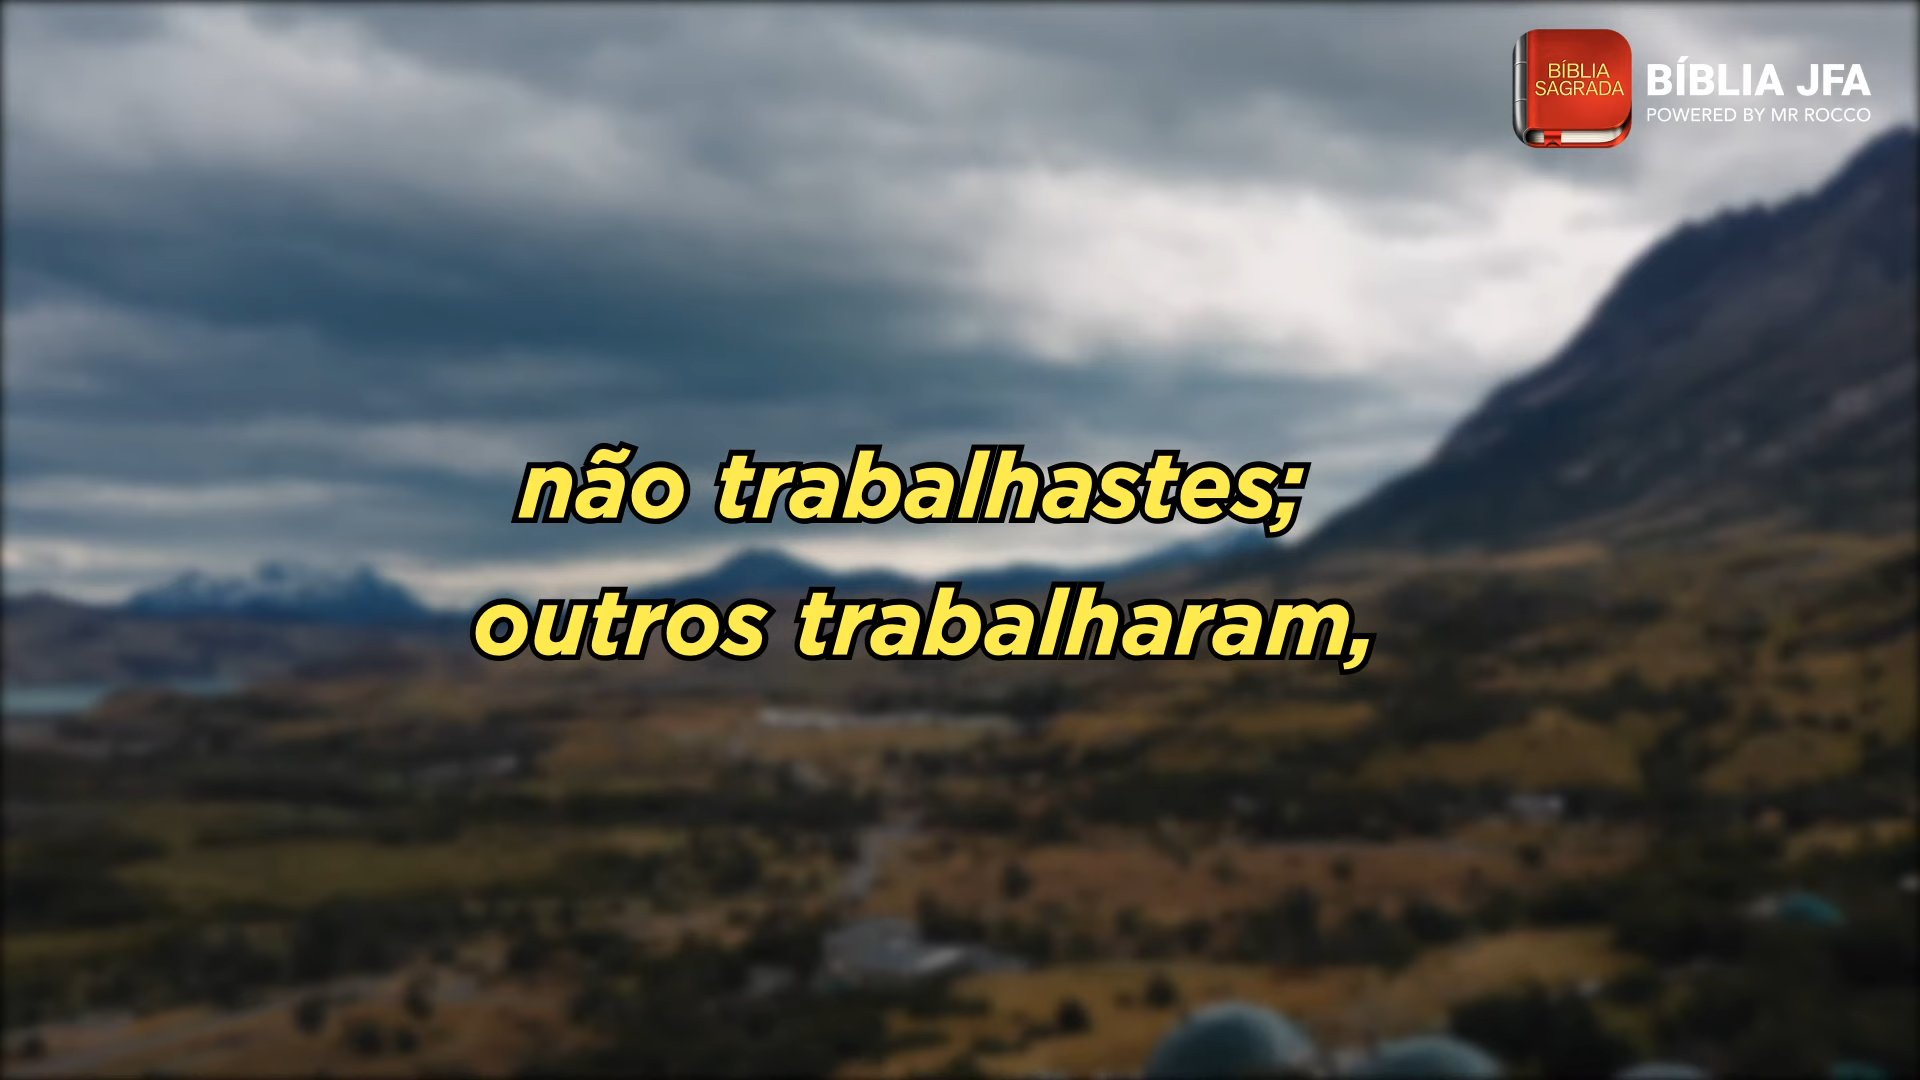 BÍBLIA
SAGRADA
BÍBLIA JFA
POWERED BY MR ROCCO
não trabalhastes;
outros trabalharam,